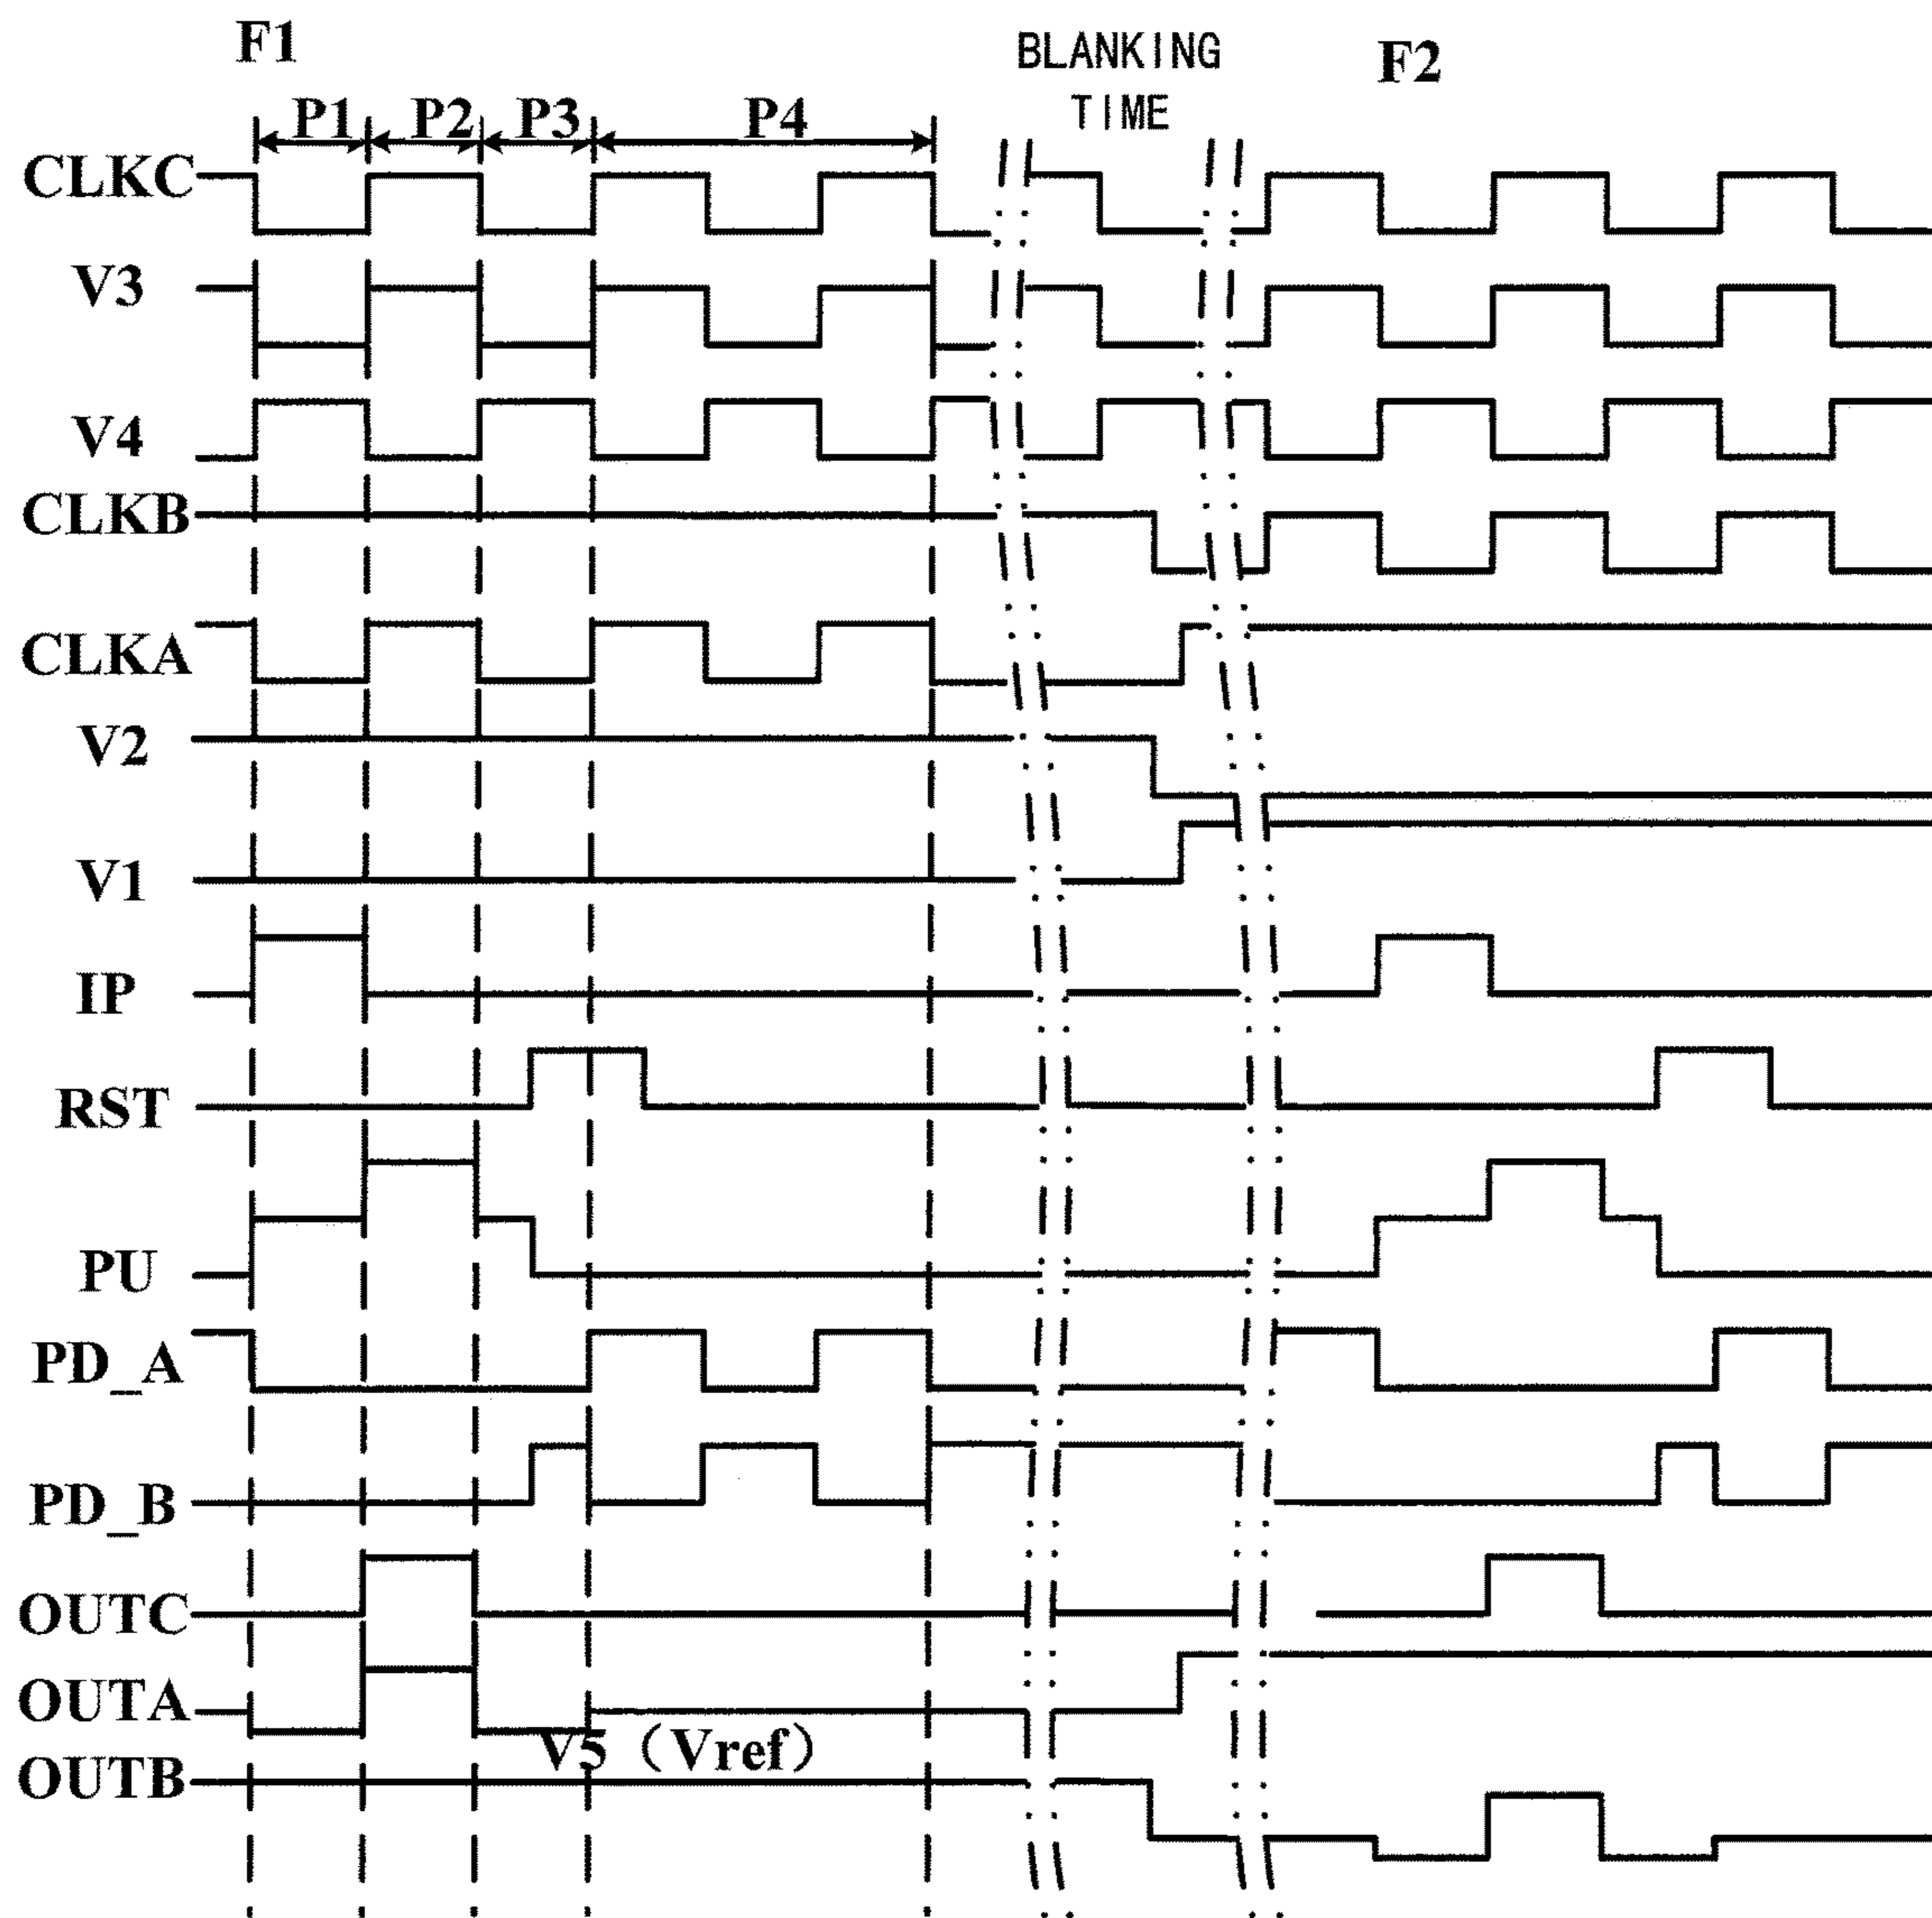 F1
BLANKING
TIME
F2
P1 P2 P3 P4
CLKC
V3
V4
CLKB
CLKA
V2
V1
IP
RST
PU
PD_A
PD_B
OUTC
OUTA
V5 (Vref)
OUTB